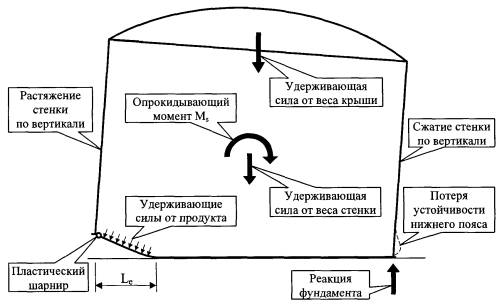 Удерживающая
сила от веса крыши
Растяжение
стенки
по вертикали
Опрокидывающий
момент Ms
Сжатие стенки
по вертикали
Удерживающие
силы от продукта
Удерживающая
сила от веса стенки
Потеря
устойчивости
нижнего пояса
Пластический
шарнир
Le
Реакция
фундамента